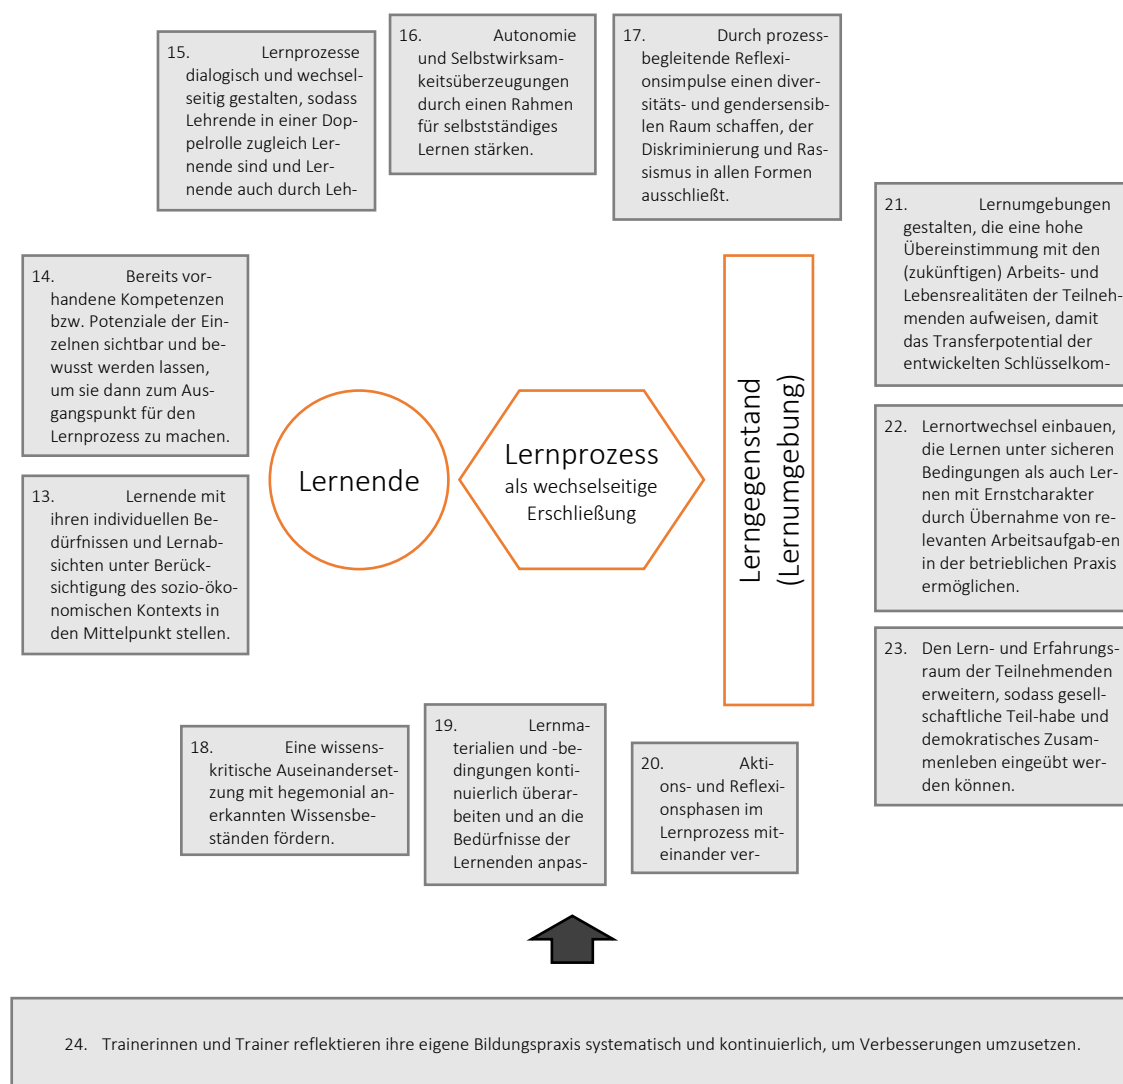 15. Lernprozesse
dialogisch und wechsel-
seitig gestalten, sodass
Lehrende in einer Dop-
pelrolle zugleich Ler-
nende sind und Ler-
nende auch durch Leh-
16. Autonomie
und Selbstwirksam-
keitsüberzeugungen
durch einen Rahmen
für selbstständiges
Lernen stärken.
17. Durch prozess-
begleitende Reflexi-
onsimpulse einen diver-
sitäts- und gendersensib-
len Raum schaffen, der
Diskriminierung und Ras-
sismus in allen Formen
ausschließt.
14. Bereits vor-
handene Kompetenzen
bzw. Potenziale der Ein-
zelnen sichtbar und be-
wusst werden lassen,
um sie dann zum Aus-
gangspunkt für den
Lernprozess zu machen.
13. Lernende mit
ihren individuellen Be-
dürfnissen und Lernab-
sichten unter Berück-
sichtigung des sozio-öko-
nomischen Kontexts in
den Mittelpunkt stellen.
Lernende
Lernprozess
als wechselseitige
Erschließung
Lerngegenstand
(Lernumgebung)
21. Lernumgebungen
gestalten, die eine hohe
Übereinstimmung mit den
(zukünftigen) Arbeits- und
Lebensrealitäten der Teilneh-
menden aufweisen, damit
das Transferpotential der
entwickelten Schlüsselkom-
22. Lernortwechsel einbauen,
die Lernen unter sicheren
Bedingungen als auch Ler-
nen mit Ernstcharakter
durch Übernahme von re-
levanten Arbeitsaufgab-en
in der betrieblichen Praxis
ermöglichen.
23. Den Lern- und Erfahrungs-
raum der Teilnehmenden
erweitern, sodass gesell-
schaftliche Teil-habe und
demokratisches Zusam-
menleben eingeübt wer-
den können.
18. Eine wissens-
kritische Auseinanderset-
zung mit hegemonial an-
erkannten Wissensbe-
ständen fördern.
19. Lernma-
terialien und -be-
dingungen konti-
nuierlich überar-
beiten und an die
Bedürfnisse der
Lernenden anpas-
20. Akti-
ons- und Reflexi-
onsphasen im
Lernprozess mit-
einander ver-
24. Trainerinnen und Trainer reflektieren ihre eigene Bildungspraxis systematisch und kontinuierlich, um Verbesserungen umzusetzen.